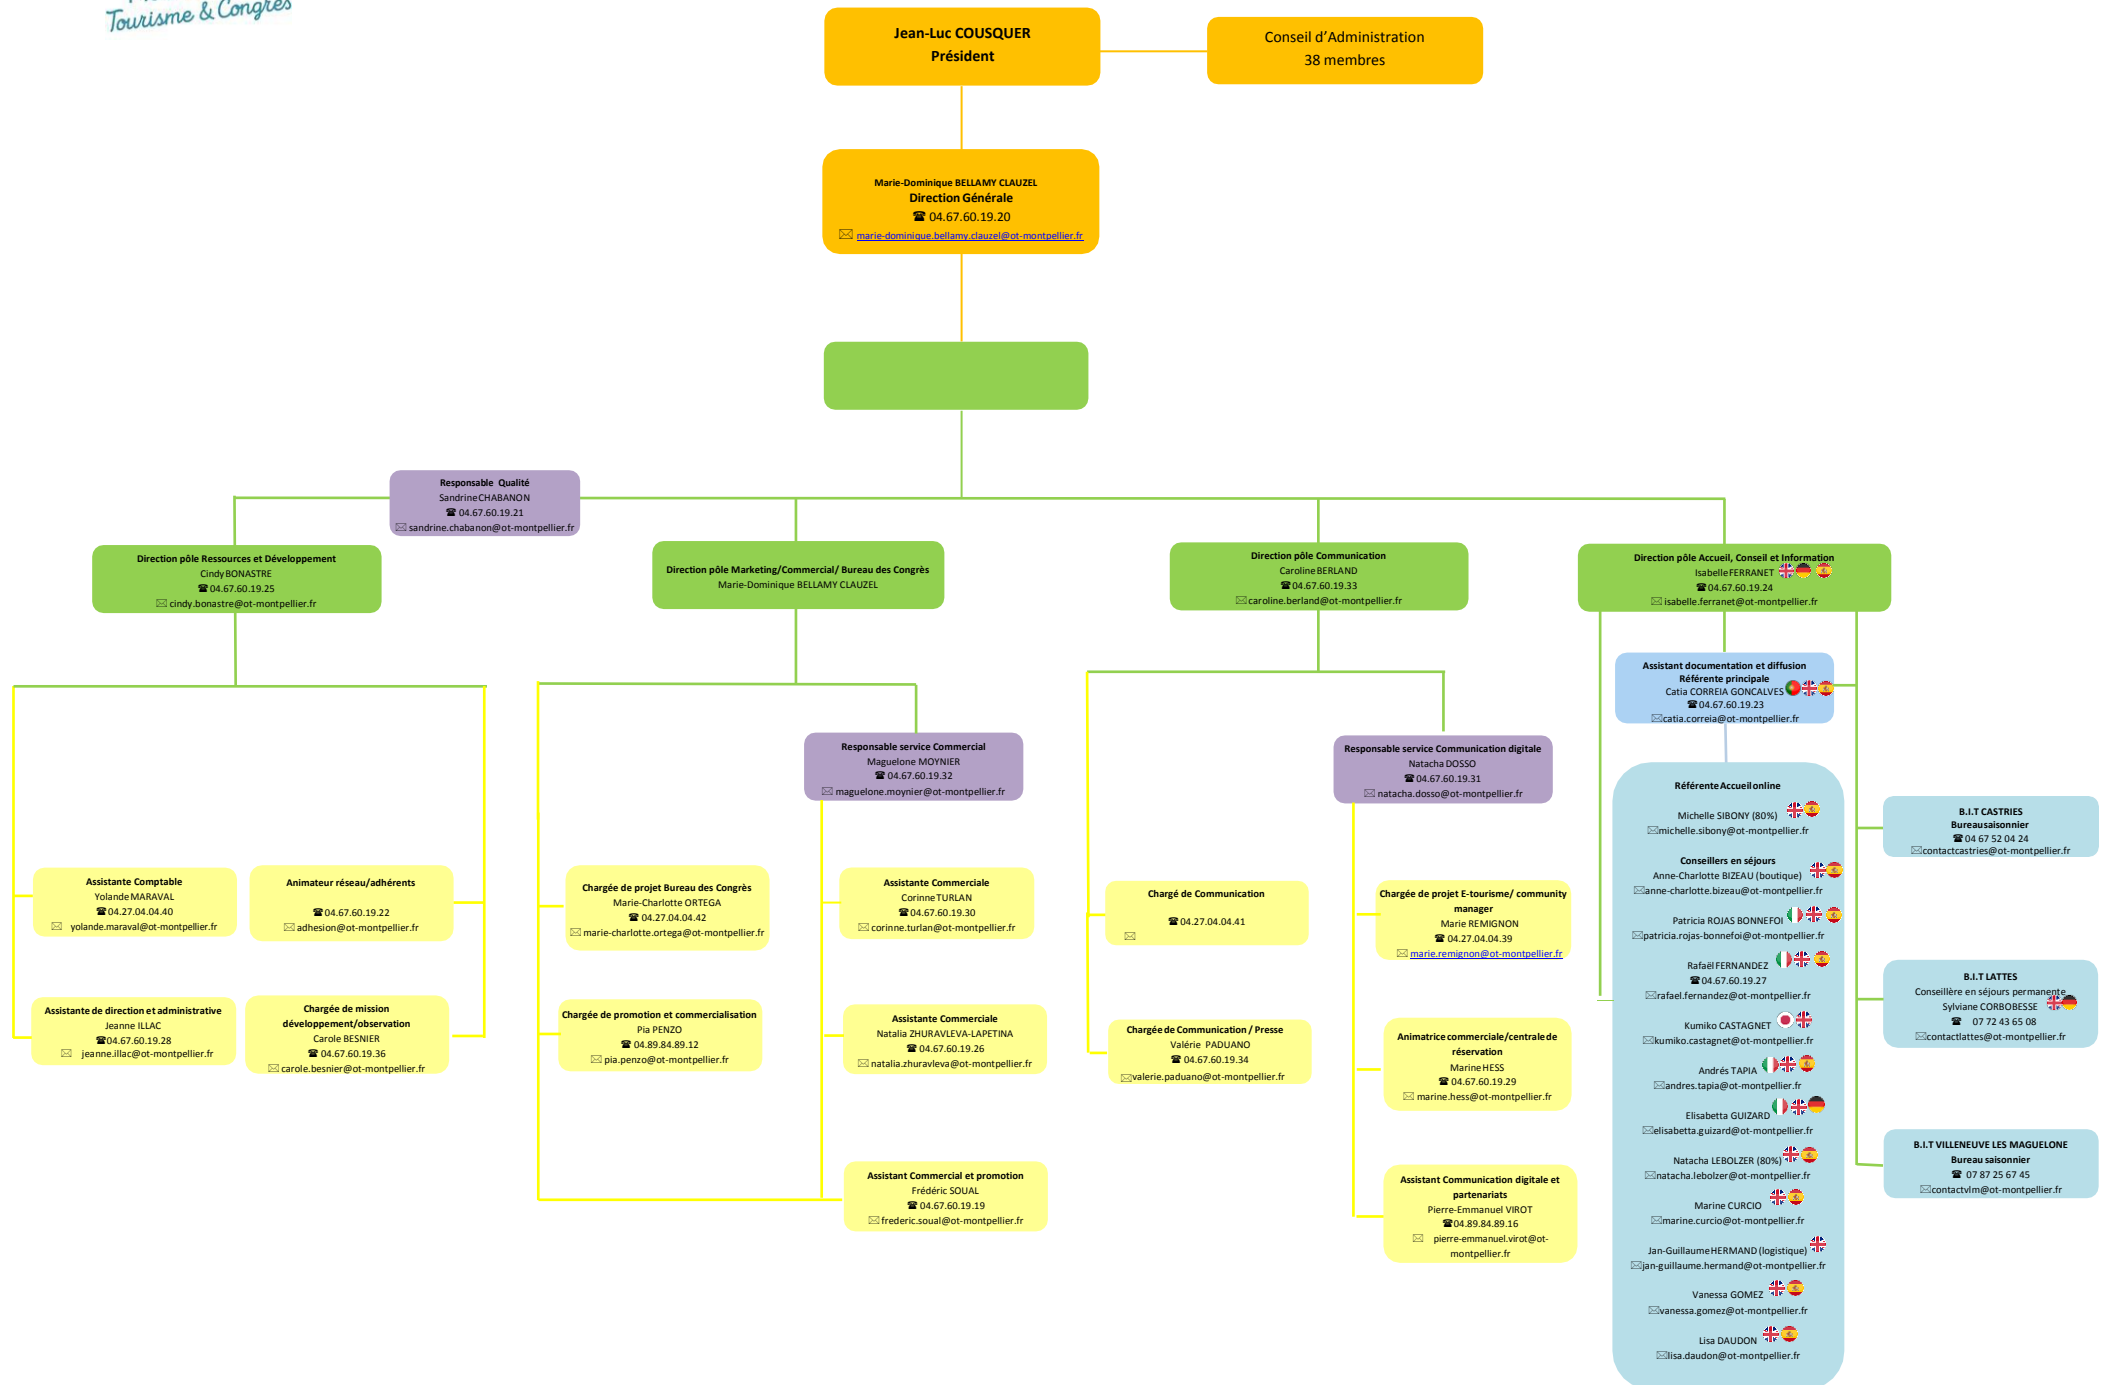 Tourisme & Congrès
Jean-Luc COUSQUER
Président
Conseil d'Administration
38 membres
Marie-Dominique BELLAMY CLAUZEL
Direction Générale
☎ 04.67.60.19.20
✉ marie-dominique.bellamy.clauzel@ot-montpellier.fr
Responsable Qualité
Sandrine CHABANON
☎ 04.67.60.19.21
✉ sandrine.chabanon@ot-montpellier.fr
Direction pôle Ressources et Développement
Cindy BONASTRE
☎ 04.67.60.19.25
✉ cindy.bonastre@ot-montpellier.fr
Direction pôle Marketing/Commercial/ Bureau des Congrès
Marie-Dominique BELLAMY CLAUZEL
Direction pôle Communication
Caroline BERLAND
☎ 04.67.60.19.33
✉ caroline.berland@ot-montpellier.fr
Direction pôle Accueil, Conseil et Information
Isabelle FERRANET
☎ 04.67.60.19.24
✉ isabelle.ferranet@ot-montpellier.fr
Assistant documentation et diffusion
Référente principale
Catia CORREIA GONCALVES
☎ 04.67.60.19.23
✉ catia.correia@ot-montpellier.fr
Responsable service Commercial
Maguelone MOYNIER
☎ 04.67.60.19.32
✉ maguelone.moynier@ot-montpellier.fr
Responsable service Communication digitale
Natacha DOSSO
☎ 04.67.60.19.31
✉ natacha.dosso@ot-montpellier.fr
Assistante Comptable
Yolande MARAVAL
☎ 04.27.04.04.40
✉ yolande.maraval@ot-montpellier.fr
Animateur réseau/adhérents
☎ 04.67.60.19.22
✉ adhesion@ot-montpellier.fr
Assistante de direction et administrative
Jeanne ILLAC
☎ 04.67.60.19.28
✉ jeanne.illac@ot-montpellier.fr
Chargée de mission
développement/observation
Carole BESNIER
☎ 04.67.60.19.36
✉ carole.besnier@ot-montpellier.fr
Chargée de projet Bureau des Congrès
Marie-Charlotte ORTEGA
☎ 04.27.04.04.42
✉ marie-charlotte.ortega@ot-montpellier.fr
Chargée de promotion et commercialisation
Pia PENZO
☎ 04.89.84.89.12
✉ pia.penzo@ot-montpellier.fr
Assistante Commerciale
Corinne TURLAN
☎ 04.67.60.19.30
✉ corinne.turlan@ot-montpellier.fr
Assistante Commerciale
Natalia ZHURAVLEVA-LAPETINA
☎ 04.67.60.19.26
✉ natalia.zhuravleva@ot-montpellier.fr
Assistant Commercial et promotion
Frédéric SOUAL
☎ 04.67.60.19.19
✉ frederic.soual@ot-montpellier.fr
Chargé de Communication
☎ 04.27.04.04.41
✉
Chargée de Communication / Presse
Valérie PADUANO
☎ 04.67.60.19.34
✉ valerie.paduano@ot-montpellier.fr
Chargée de projet E-tourisme/ community
manager
Marie REMIGNON
☎ 04.27.04.04.39
✉ marie.remignon@ot-montpellier.fr
Animatrice commerciale/centrale de
réservation
Marine HESS
☎ 04.67.60.19.29
✉ marine.hess@ot-montpellier.fr
Assistant Communication digitale et
partenariats
Pierre-Emmanuel VIROT
☎ 04.89.84.89.16
✉ pierre-emmanuel.virot@ot-
montpellier.fr
Référente Accueil online
Michelle SIBONY (80%)
✉ michelle.sibony@ot-montpellier.fr
Conseillers en séjours
Anne-Charlotte BIZEAU (boutique)
✉ anne-charlotte.bizeau@ot-montpellier.fr
Patricia ROJAS BONNEFOI
✉ patricia.rojas-bonnefoi@ot-montpellier.fr
Rafaël FERNANDEZ
☎ 04.67.60.19.27
✉ rafael.fernandez@ot-montpellier.fr
Kumiko CASTAGNET
✉ kumiko.castagnet@ot-montpellier.fr
Andrés TAPIA
✉ andres.tapia@ot-montpellier.fr
Elisabetta GUIZARD
✉ elisabetta.guizard@ot-montpellier.fr
Natacha LEBOLZER (80%)
✉ natacha.lebolzer@ot-montpellier.fr
Marine CURCIO
✉ marine.curcio@ot-montpellier.fr
Jan-Guillaume HERMAND (logistique)
✉ jan-guillaume.hermand@ot-montpellier.fr
Vanessa GOMEZ
✉ vanessa.gomez@ot-montpellier.fr
Lisa DAUDON
✉ lisa.daudon@ot-montpellier.fr
B.I.T CASTRIES
Bureau saisonnier
☎ 04 67 52 04 24
✉ contactcastries@ot-montpellier.fr
B.I.T LATTES
Conseillère en séjours permanente
Sylviane CORBOBESSE
☎ 07 72 43 65 08
✉ contactlattes@ot-montpellier.fr
B.I.T VILLENEUVE LES MAGUELONE
Bureau saisonnier
☎ 07 87 25 67 45
✉ contactvlm@ot-montpellier.fr